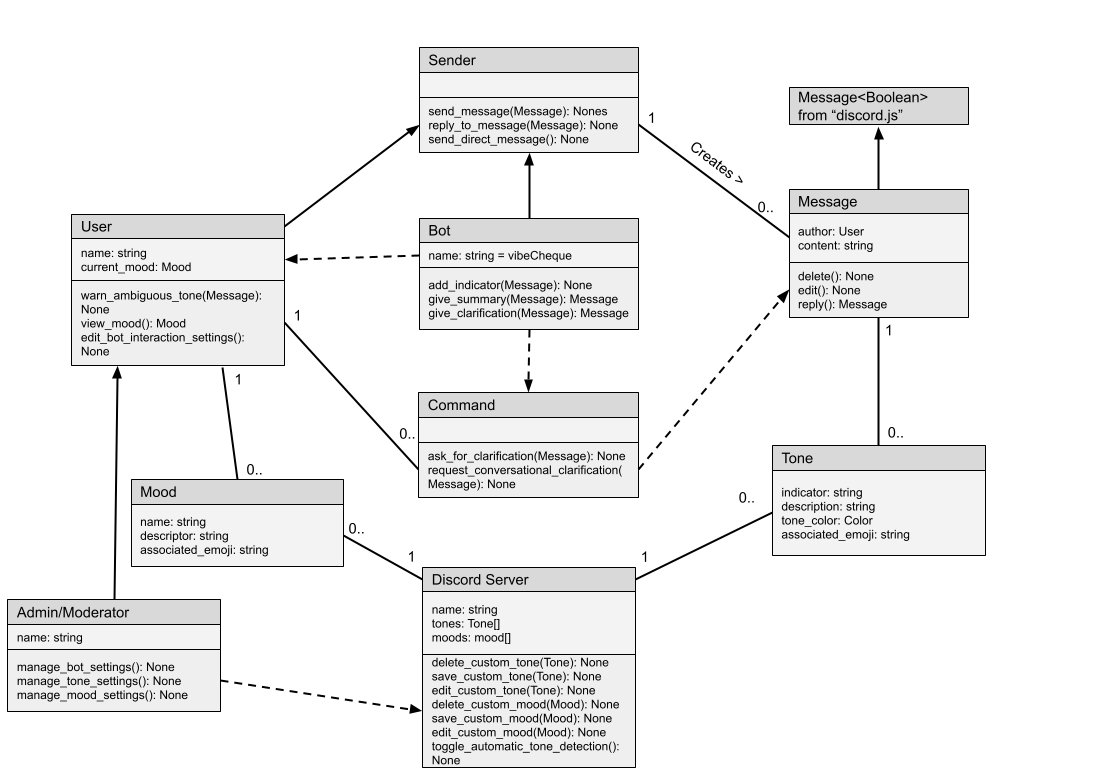 Sender
send_message(Message): Nones
reply_to_message(Message): None
send_direct_message(): None
Message<Boolean>
from “discord.js”
1
Creates >
0..
Message
author: User
content: string
delete(): None
edit(): None
reply(): Message
User
name: string
current_mood: Mood
warn_ambiguous_tone(Message):
None
view_mood(): Mood
edit_bot_interaction_settings():
None
Bot
name: string = vibeCheque
add_indicator(Message): None
give_summary(Message): Message
give_clarification(Message): Message
1
1
1
0..
Command
ask_for_clarification(Message): None
request_conversational_clarification(
Message): None
0..
Tone
indicator: string
description: string
tone_color: Color
associated_emoji: string
0..
Mood
name: string
descriptor: string
associated_emoji: string
0..
1
0..
1
Discord Server
name: string
tones: Tone[]
moods: mood[]
delete_custom_tone(Tone): None
save_custom_tone(Tone): None
edit_custom_tone(Tone): None
delete_custom_mood(Mood): None
save_custom_mood(Mood): None
edit_custom_mood(Mood): None
toggle_automatic_tone_detection():
None
Admin/Moderator
name: string
manage_bot_settings(): None
manage_tone_settings(): None
manage_mood_settings(): None